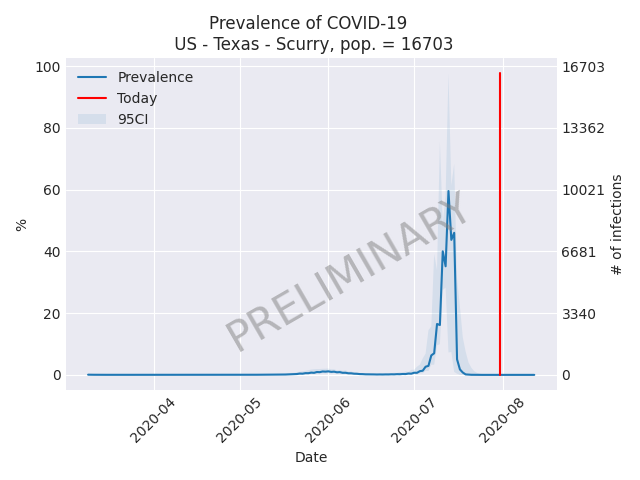 Prevalence of COVID-19
US - Texas - Scurry, pop. = 16703
Prevalence
Today
95CI
100
80
60
40
20
0
%
16703
13362
10021
6681
3340
0
# of infections
PRELIMINARY
2020-04
2020-05
2020-06
2020-07
2020-08
Date